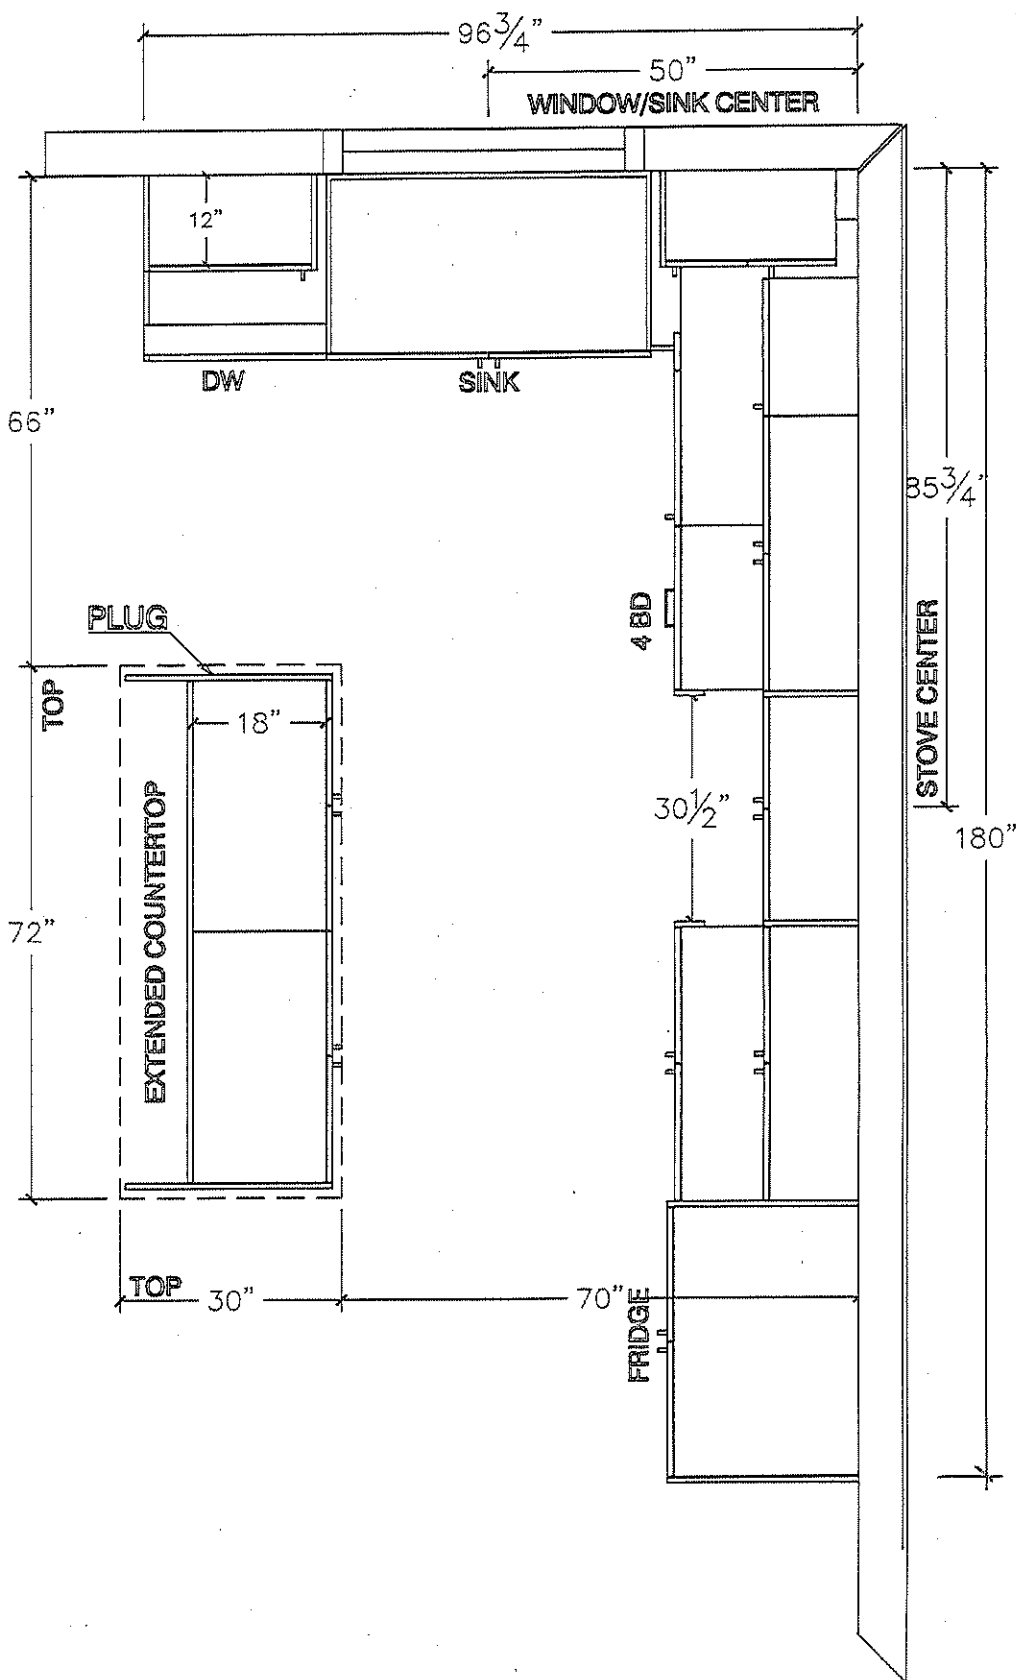 96 3/4"
50"
WINDOW/SINK CENTER
12"
DW
SINK
66"
85 3/4"
4 BD
PLUG
TOP
18"
STOVE CENTER
30 1/2"
180"
EXTENDED COUNTERTOP
72"
TOP
30"
70"
FRIDGE